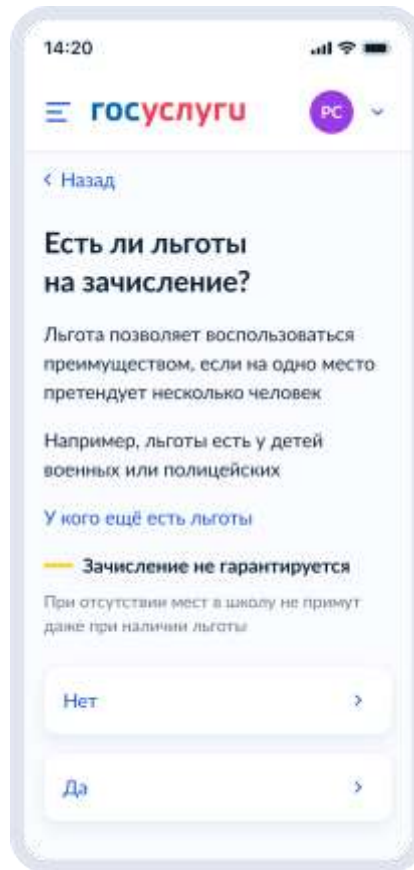 14:20
госуслуги
РС
Назад
Есть ли льготы
на зачисление?
Льгота позволяет воспользоваться
преимуществом, если на одно место
претендует несколько человек
Например, льготы есть у детей
военных или полицейских
У кого ещё есть льготы
Зачисление не гарантируется
При отсутствии мест в школу не примут
даже при наличии льготы
Нет
Да